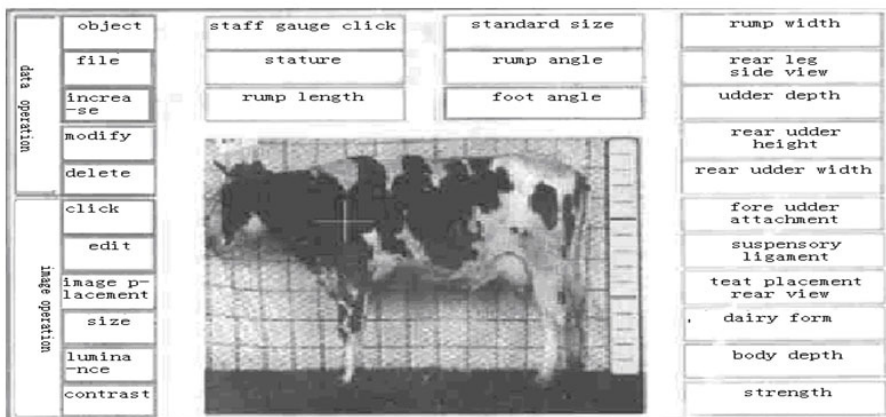 data operation
object
file
increa
-se
modify
delete
image operation
click
edit
image p-
lacement
size
lumina
-nce
contrast
staff gauge click
stature
rump length
standard size
rump angle
foot angle
rump width
rear leg
side view
udder depth
rear udder
height
rear udder width
fore udder
attachment
suspensory
ligament
teat placement
rear view
dairy form
body depth
strength